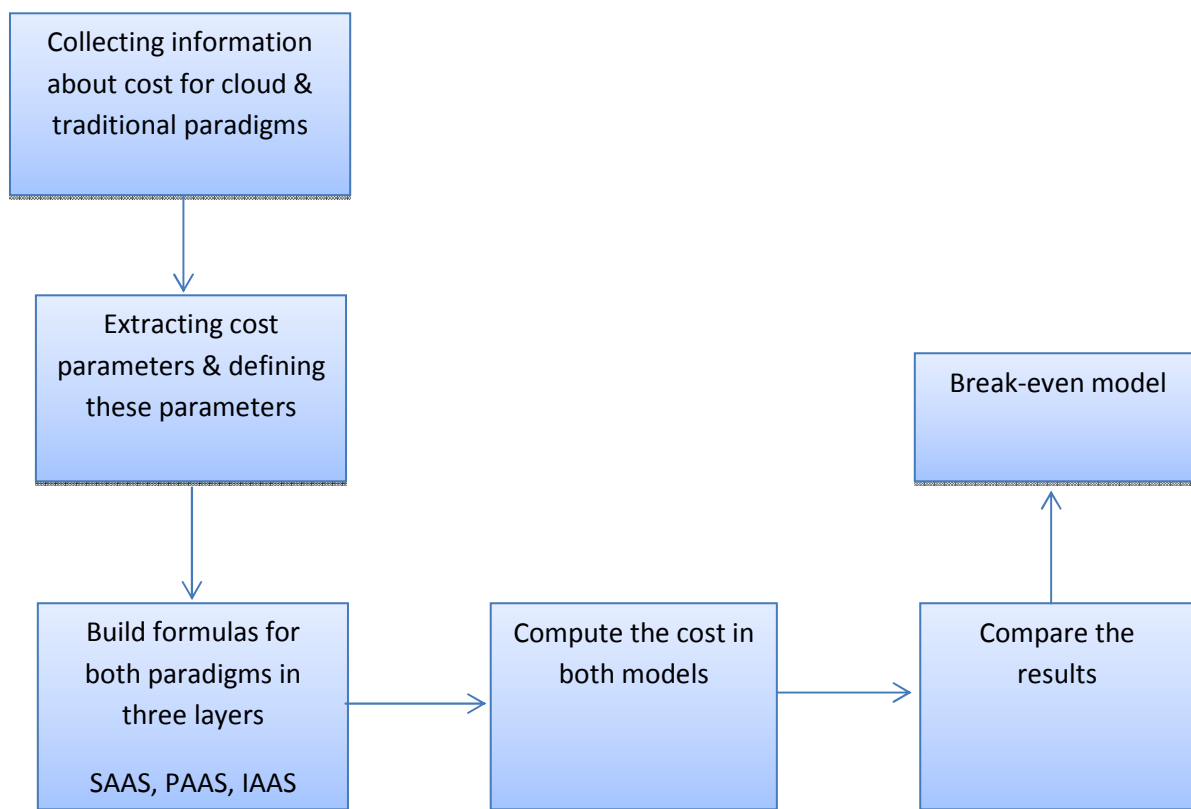 Collecting information
about cost for cloud &
traditional paradigms
Extracting cost
parameters & defining
these parameters
Build formulas for
both paradigms in
three layers
SAAS, PAAS, IAAS
Compute the cost in
both models
Compare the
results
Break-even model